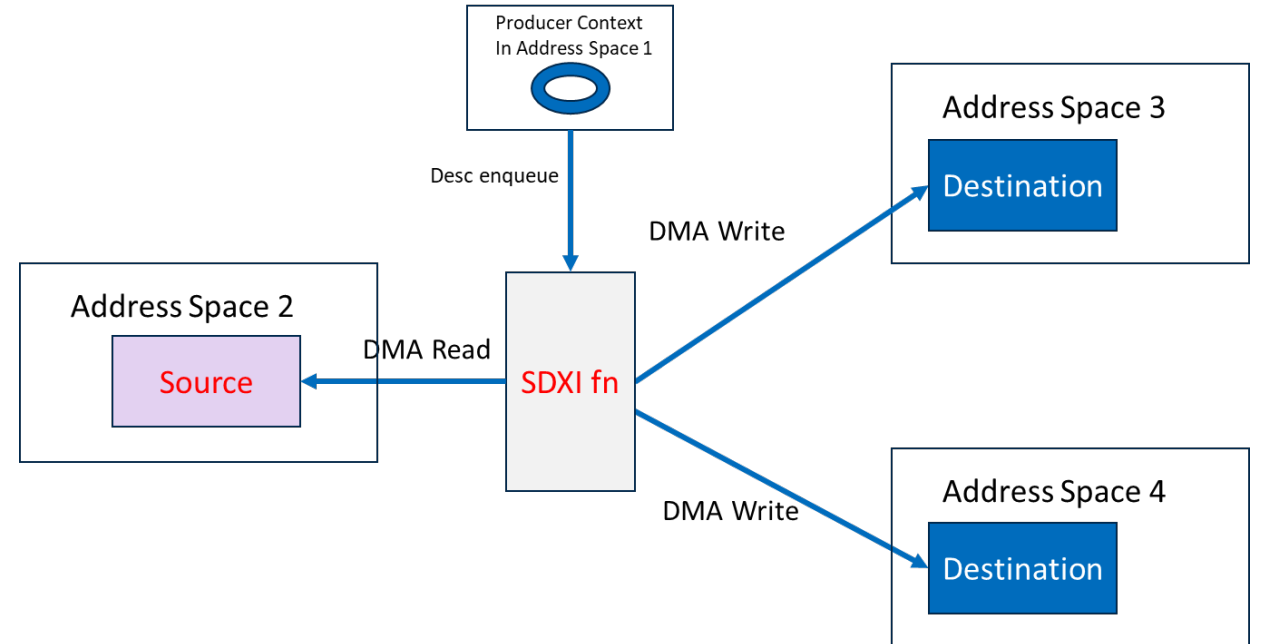 Producer Context
In Address Space 1
Desc enqueue
Address Space 3
Destination
DMA Write
Address Space 2
Source
DMA Read
SDXI fn
DMA Write
Address Space 4
Destination